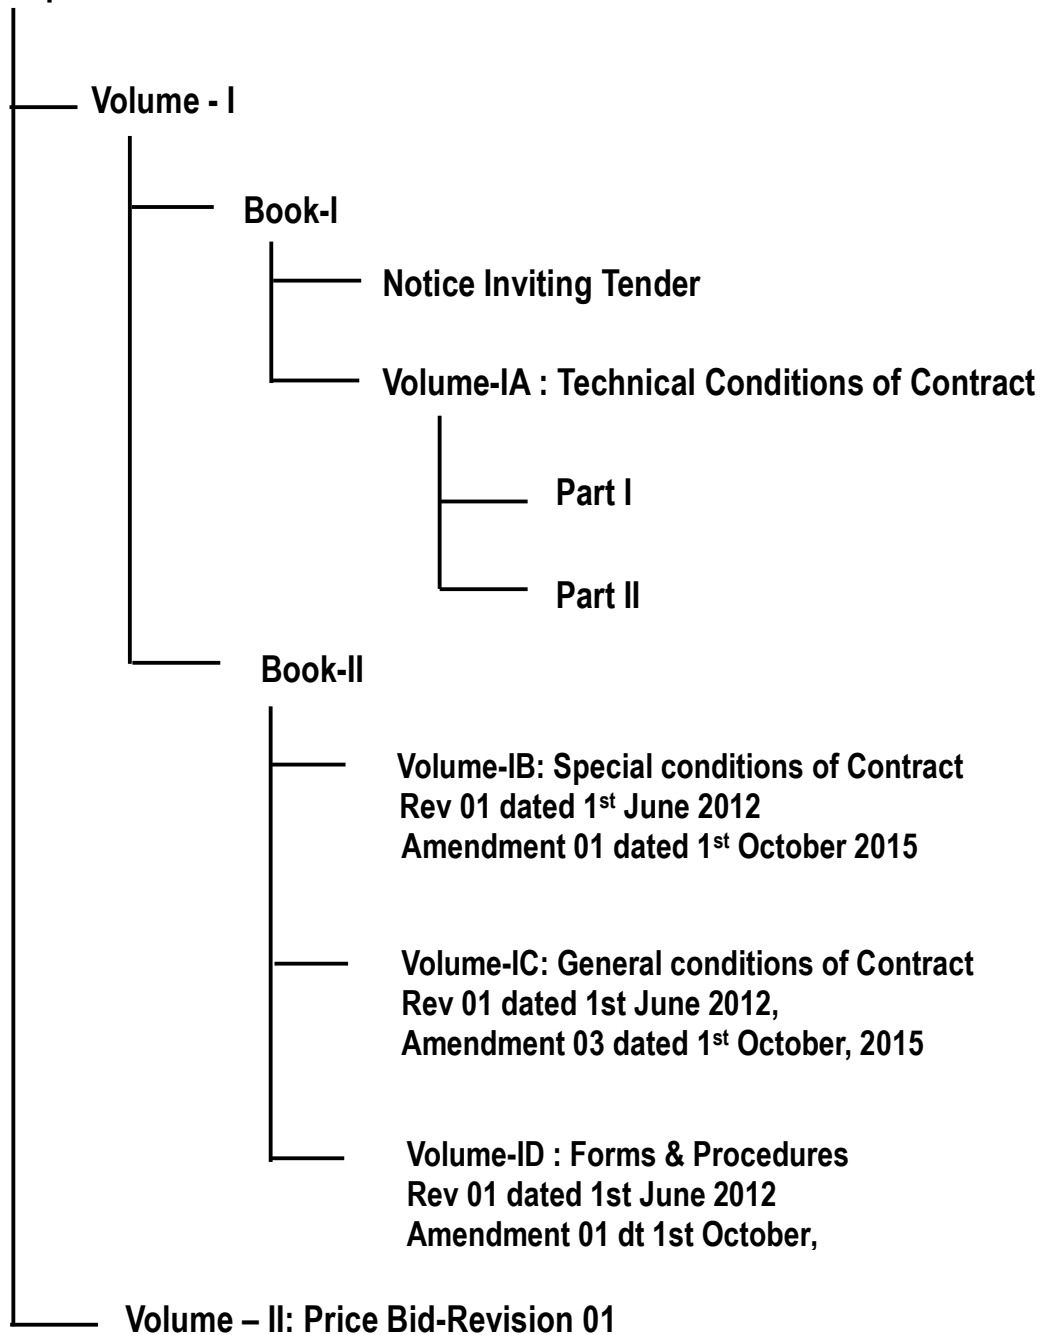 Volume - I
Book-I
Notice Inviting Tender
Volume-IA : Technical Conditions of Contract
Part I
Part II
Book-II
Volume-IB: Special conditions of Contract
Rev 01 dated 1st June 2012
Amendment 01 dated 1st October 2015
Volume-IC: General conditions of Contract
Rev 01 dated 1st June 2012,
Amendment 03 dated 1st October, 2015
Volume-ID : Forms & Procedures
Rev 01 dated 1st June 2012
Amendment 01 dt 1st October,
Volume – II: Price Bid-Revision 01